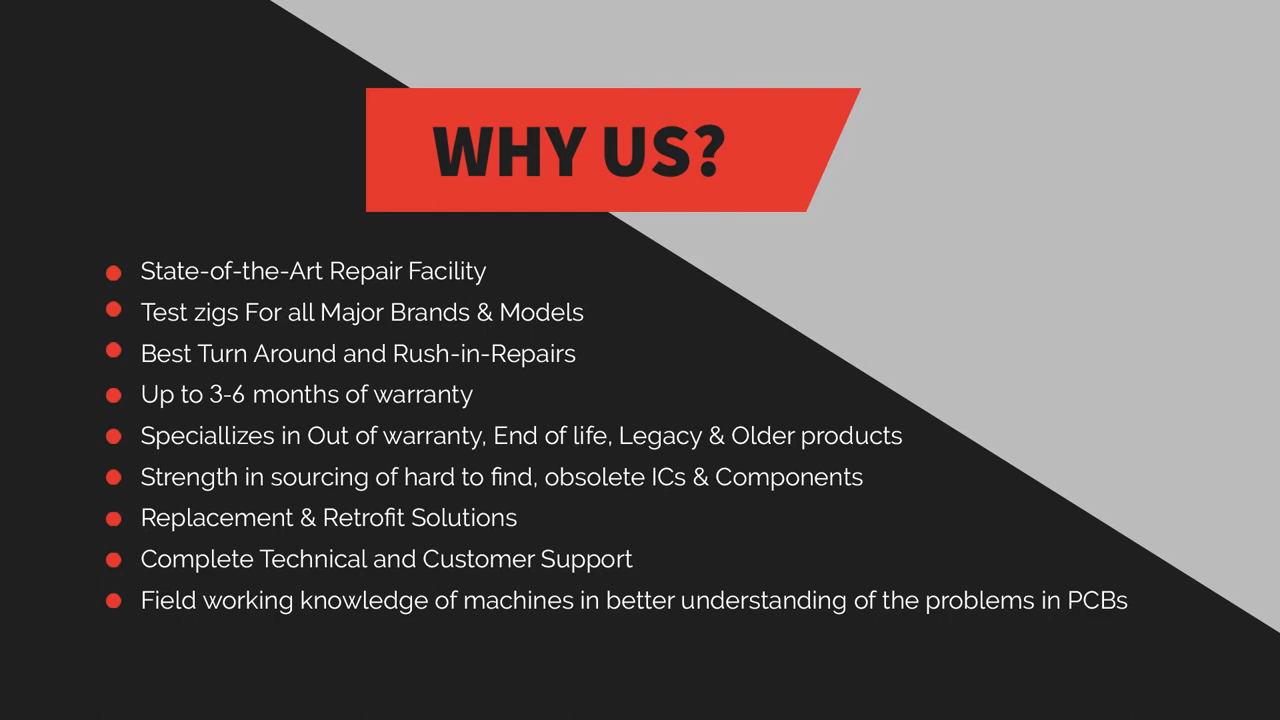 WHY US?
State-of-the-Art Repair Facility
Test zigs For all Major Brands & Models
Best Turn Around and Rush-in-Repairs
Up to 3-6 months of warranty
Speciallizes in Out of warranty, End of life, Legacy & Older products
Strength in sourcing of hard to find, obsolete ICs & Components
Replacement & Retrofit Solutions
Complete Technical and Customer Support
Field working knowledge of machines in better understanding of the problems in PCBs